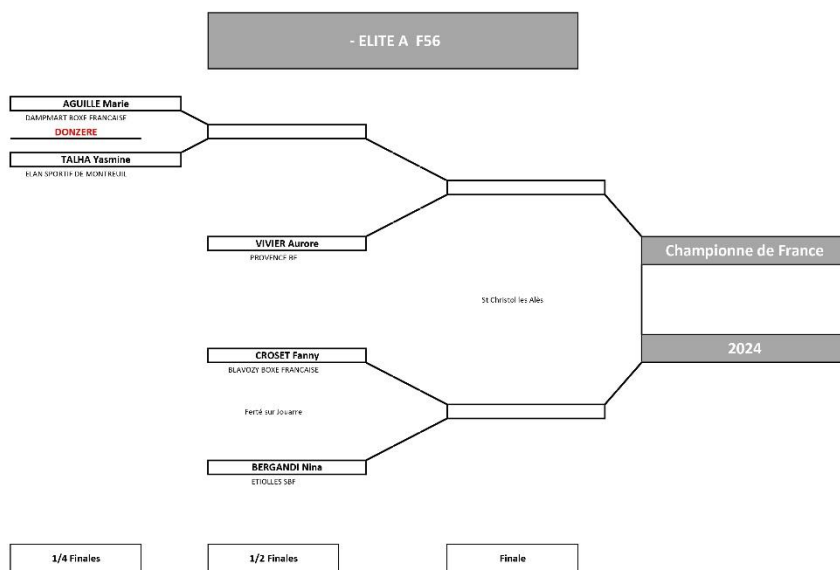 - ELITE A F56
AGUILLE Marie
DAMPMART BOXE FRANCAISE
DONZERE
TALHA Yasmine
ELAN SPORTIF DE MONTREUIL
VIVIER Aurore
PROVENCE BF
Championne de France
St Christol les Alès
2024
CROSET Fanny
BLAVOZY BOXE FRANCAISE
Ferté sur Jouarre
BERGANDI Nina
ETIOLLES SBF
1/4 Finales
1/2 Finales
Finale